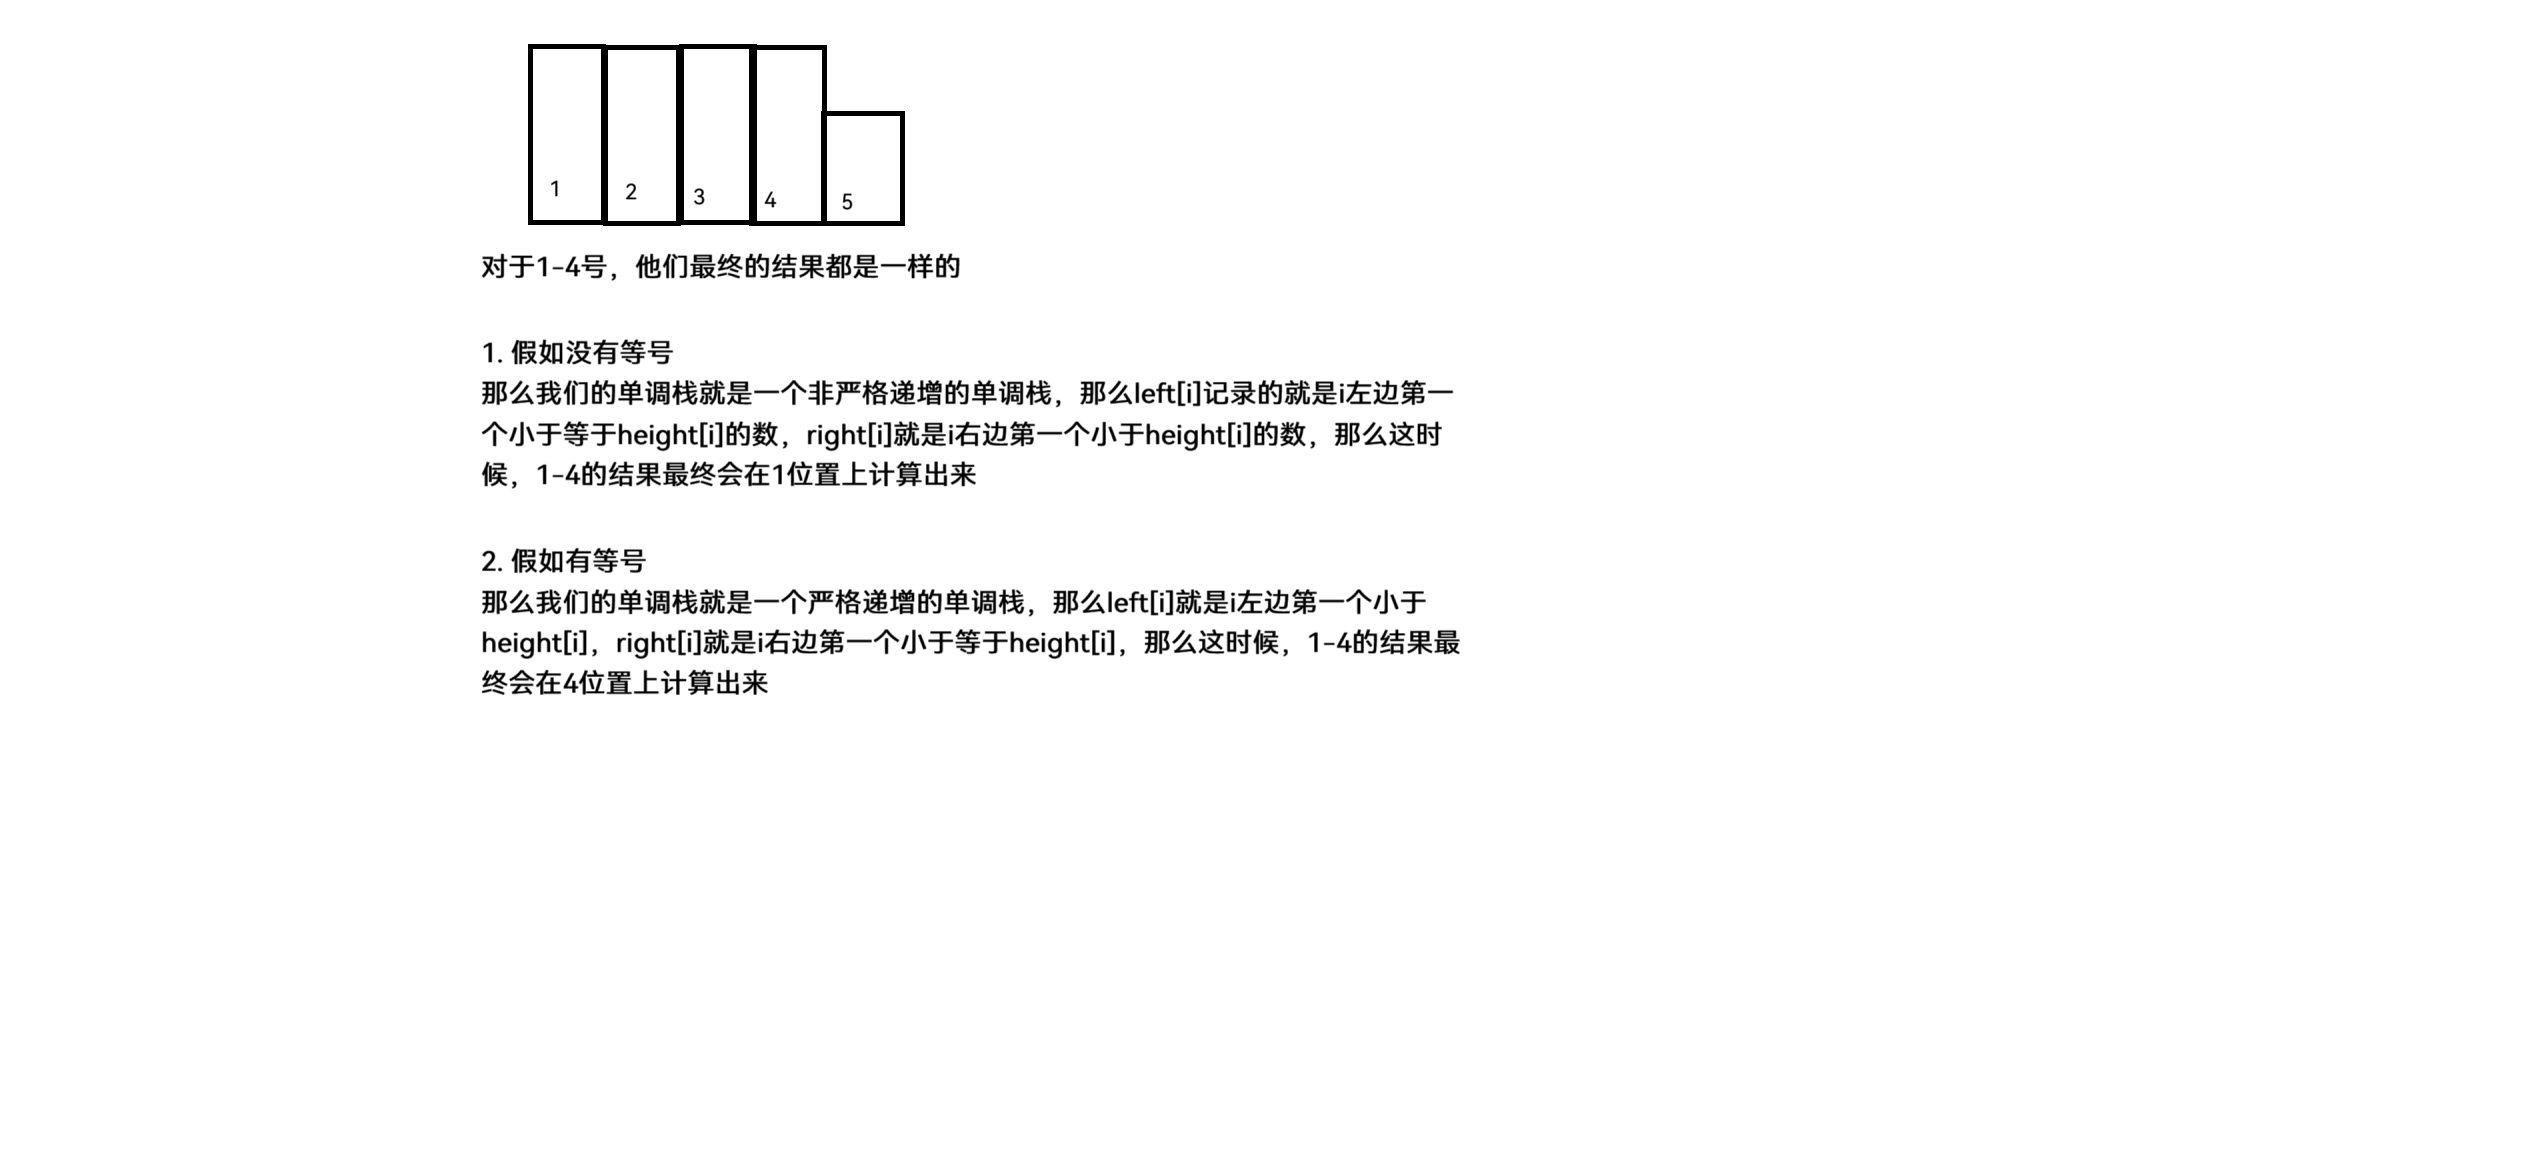 1
2
3
4
5
对于1-4号，他们最终的结果都是一样的
1. 假如没有等号
那么我们的单调栈就是一个非严格递增的单调栈，那么left[i]记录的就是i左边第一
个小于等于height[i]的数，right[i]就是i右边第一个小于height[i]的数，那么这时
候，1-4的结果最终会在1位置上计算出来
2. 假如有等号
那么我们的单调栈就是一个严格递增的单调栈，那么left[i]就是i左边第一个小于
height[i]，right[i]就是i右边第一个小于等于height[i]，那么这时候，1-4的结果最
终会在4位置上计算出来